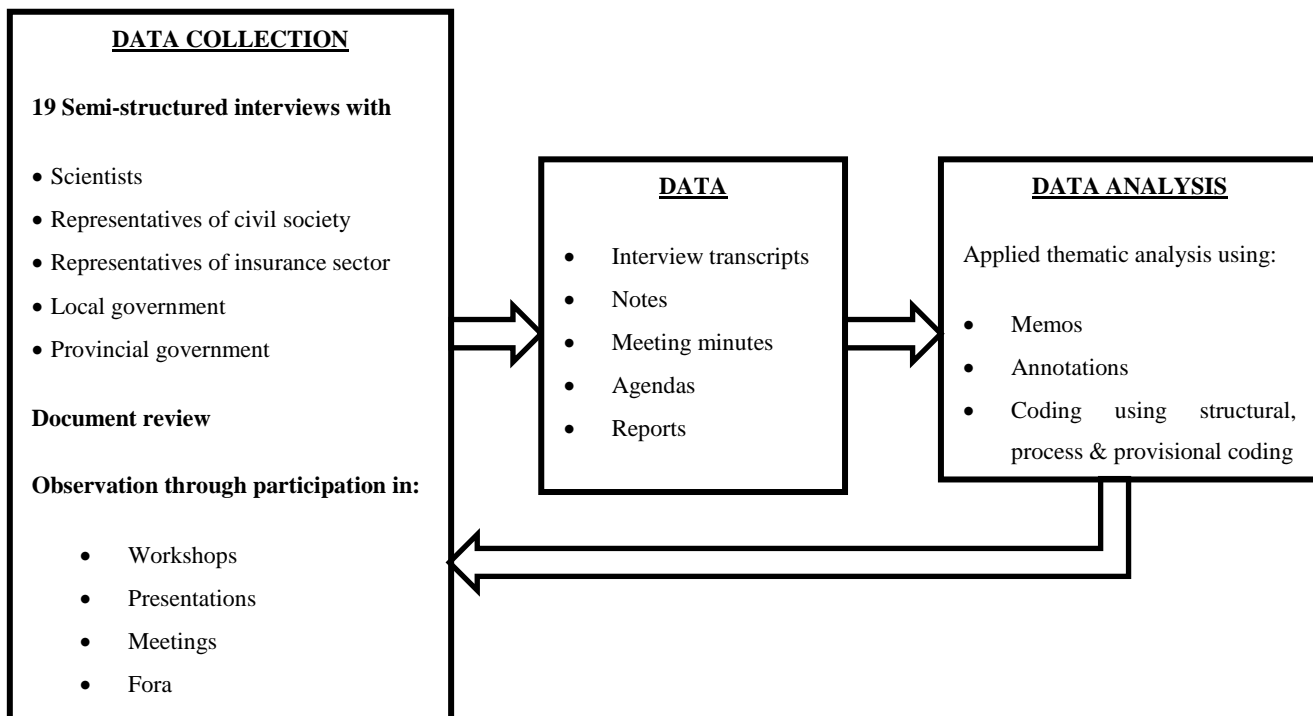 DATA COLLECTION
19 Semi-structured interviews with
• Scientists
• Representatives of civil society
• Representatives of insurance sector
• Local government
• Provincial government
Document review
Observation through participation in:
• Workshops
• Presentations
• Meetings
• Fora
DATA
• Interview transcripts
• Notes
• Meeting minutes
• Agendas
• Reports
DATA ANALYSIS
Applied thematic analysis using:
• Memos
• Annotations
• Coding using structural,
process & provisional coding